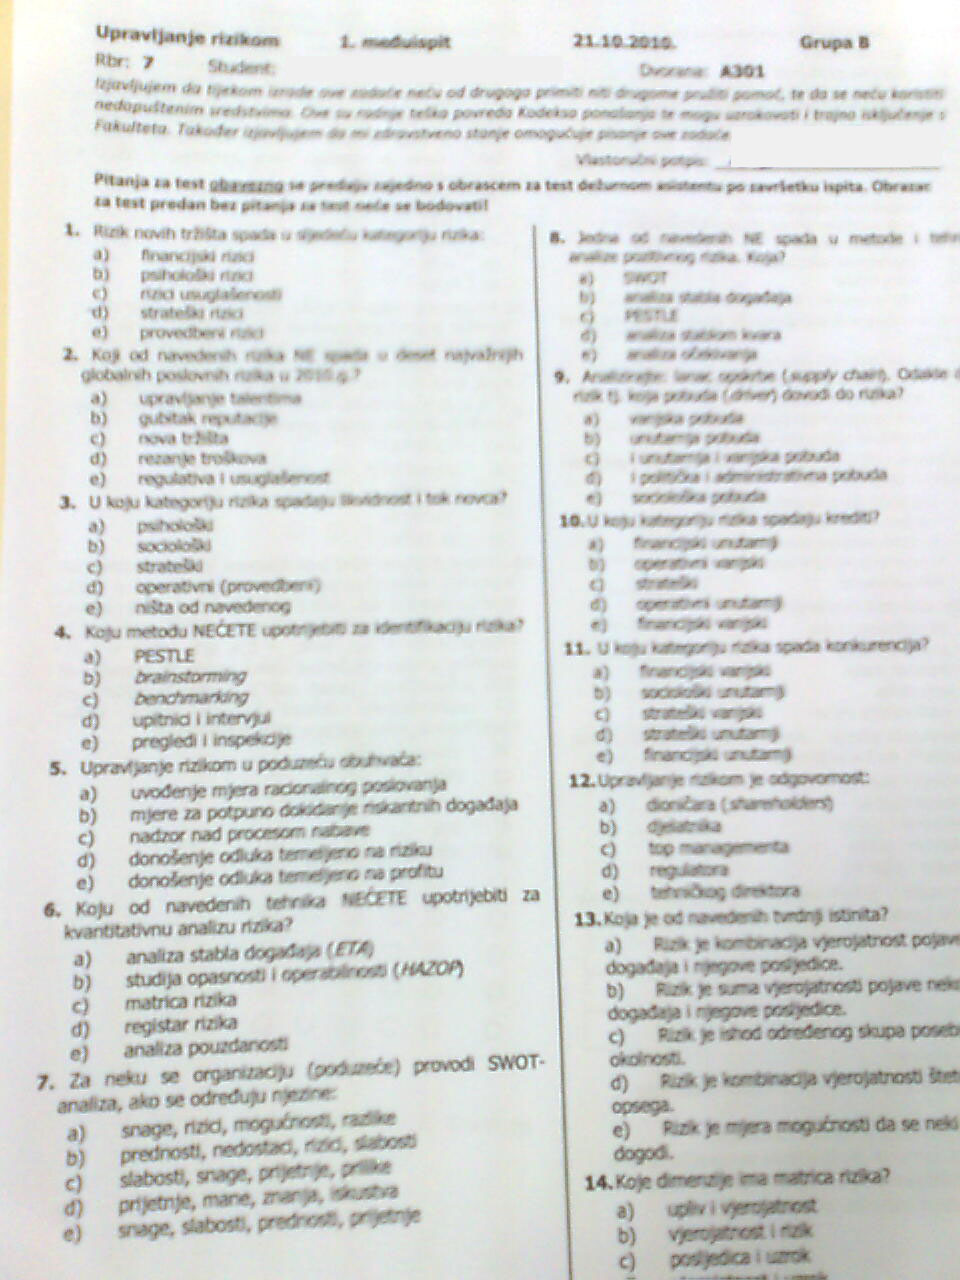 Upravljanje rizikom 1. međuispit 21.10.2010. Grupa B
Rbr: 7 Student: Dvorana: A301
Izjavljujem da tijekom izrade ove zadaće neću od drugoga primiti niti drugome pružiti pomoć, te da se neću koristiti
nedopuštenim sredstvima. Ove su radnje teška povreda Kodeksa ponašanja te mogu uzrokovati i trajno isključenje s
Fakulteta. Također izjavljujem da mi zdravstveno stanje omogućuje pisanje ove zadaće
Vlastoručni potpis:
Pitanja za test obavezno se predaju zajedno s obrascem za test dežurnom asistentu po završetku ispita. Obrazac
za test predan bez pitanja za test neće se bodovati!
1. Rizik novih tržišta spada u sljedeću kategoriju rizika:
a) financijski rizici
b) psihološki rizici
c) rizici usuglašenosti
d) strateški rizici
e) provedbeni rizici
2. Koji od navedenih rizika NE spada u deset najvažnijih
globalnih poslovnih rizika u 2010.g.?
a) upravljanje talentima
b) gubitak reputacije
c) nova tržišta
d) rezanje troškova
e) regulativa i usuglašenost
3. U koju kategoriju rizika spadaju likvidnost i tok novca?
a) psihološki
b) sociološki
c) strateški
d) operativni (provedbeni)
e) ništa od navedenog
4. Koju metodu NEĆETE upotrijebiti za identifikaciju rizika?
a) PESTLE
b) brainstorming
c) benchmarking
d) upitnici i intervjui
e) pregledi i inspekcije
5. Upravljanje rizikom u poduzeću obuhvaća:
a) uvođenje mjera racionalnog poslovanja
b) mjere za potpuno dokidanje riskantnih događaja
c) nadzor nad procesom nabave
d) donošenje odluka temeljeno na riziku
e) donošenje odluka temeljeno na profitu
6. Koju od navedenih tehnika NEĆETE upotrijebiti za
kvantitativnu analizu rizika?
a) analiza stabla događaja (ETA)
b) studija opasnosti i operabilnosti (HAZOP)
c) matrica rizika
d) registar rizika
e) analiza pouzdanosti
7. Za neku se organizaciju (poduzeće) provodi SWOT-
analiza, ako se određuju njezine:
a) snage, rizici, mogućnosti, razlike
b) prednosti, nedostaci, rizici, slabosti
c) slabosti, snage, prijetnje, prilike
d) prijetnje, mane, znanja, iskustva
e) snage, slabosti, prednosti, prijetnje
8. Jedna od navedenih NE spada u metode i
analize pozitivnog rizika. Koja?
a) SWOT
b) analiza stabla događaja
c) PESTLE
d) analiza stablom kvara
e) analiza očekivanja
9. Analizirajte: lanac opskrbe (supply chain). Odakle
rizik tj. koja pobuda (driver) dovodi do rizika?
a) vanjska pobuda
b) unutarnja pobuda
c) i unutarnja i vanjska pobuda
d) i politička i administrativna pobuda
e) sociološka pobuda
10. U koju kategoriju rizika spadaju krediti?
a) financijski unutarnji
b) operativni vanjski
c) strateški
d) operativni unutarnji
e) financijski vanjski
11. U koju kategoriju rizika spada konkurencija?
a) financijski vanjski
b) sociološki unutarnji
c) strateški vanjski
d) strateški unutarnji
e) financijski unutarnji
12. Upravljanje rizikom je odgovornost:
a) dioničara (shareholders)
b) djelatnika
c) top managementa
d) regulatora
e) tehničkog direktora
13. Koja je od navedenih tvrdnji istinita?
a) Rizik je kombinacija vjerojatnost pojave
događaja i njegove posljedice.
b) Rizik je suma vjerojatnosti pojave
događaja i njegove posljedice.
c) Rizik je ishod određenog skupa
okolnosti.
d) Rizik je kombinacija vjerojatnosti
opsega.
e) Rizik je mjera mogućnosti da se neki
dogodi.
14. Koje dimenzije ima matrica rizika?
a) upliv i vjerojatnost
b) vjerojatnost i rizik
c) posljedica i uzrok